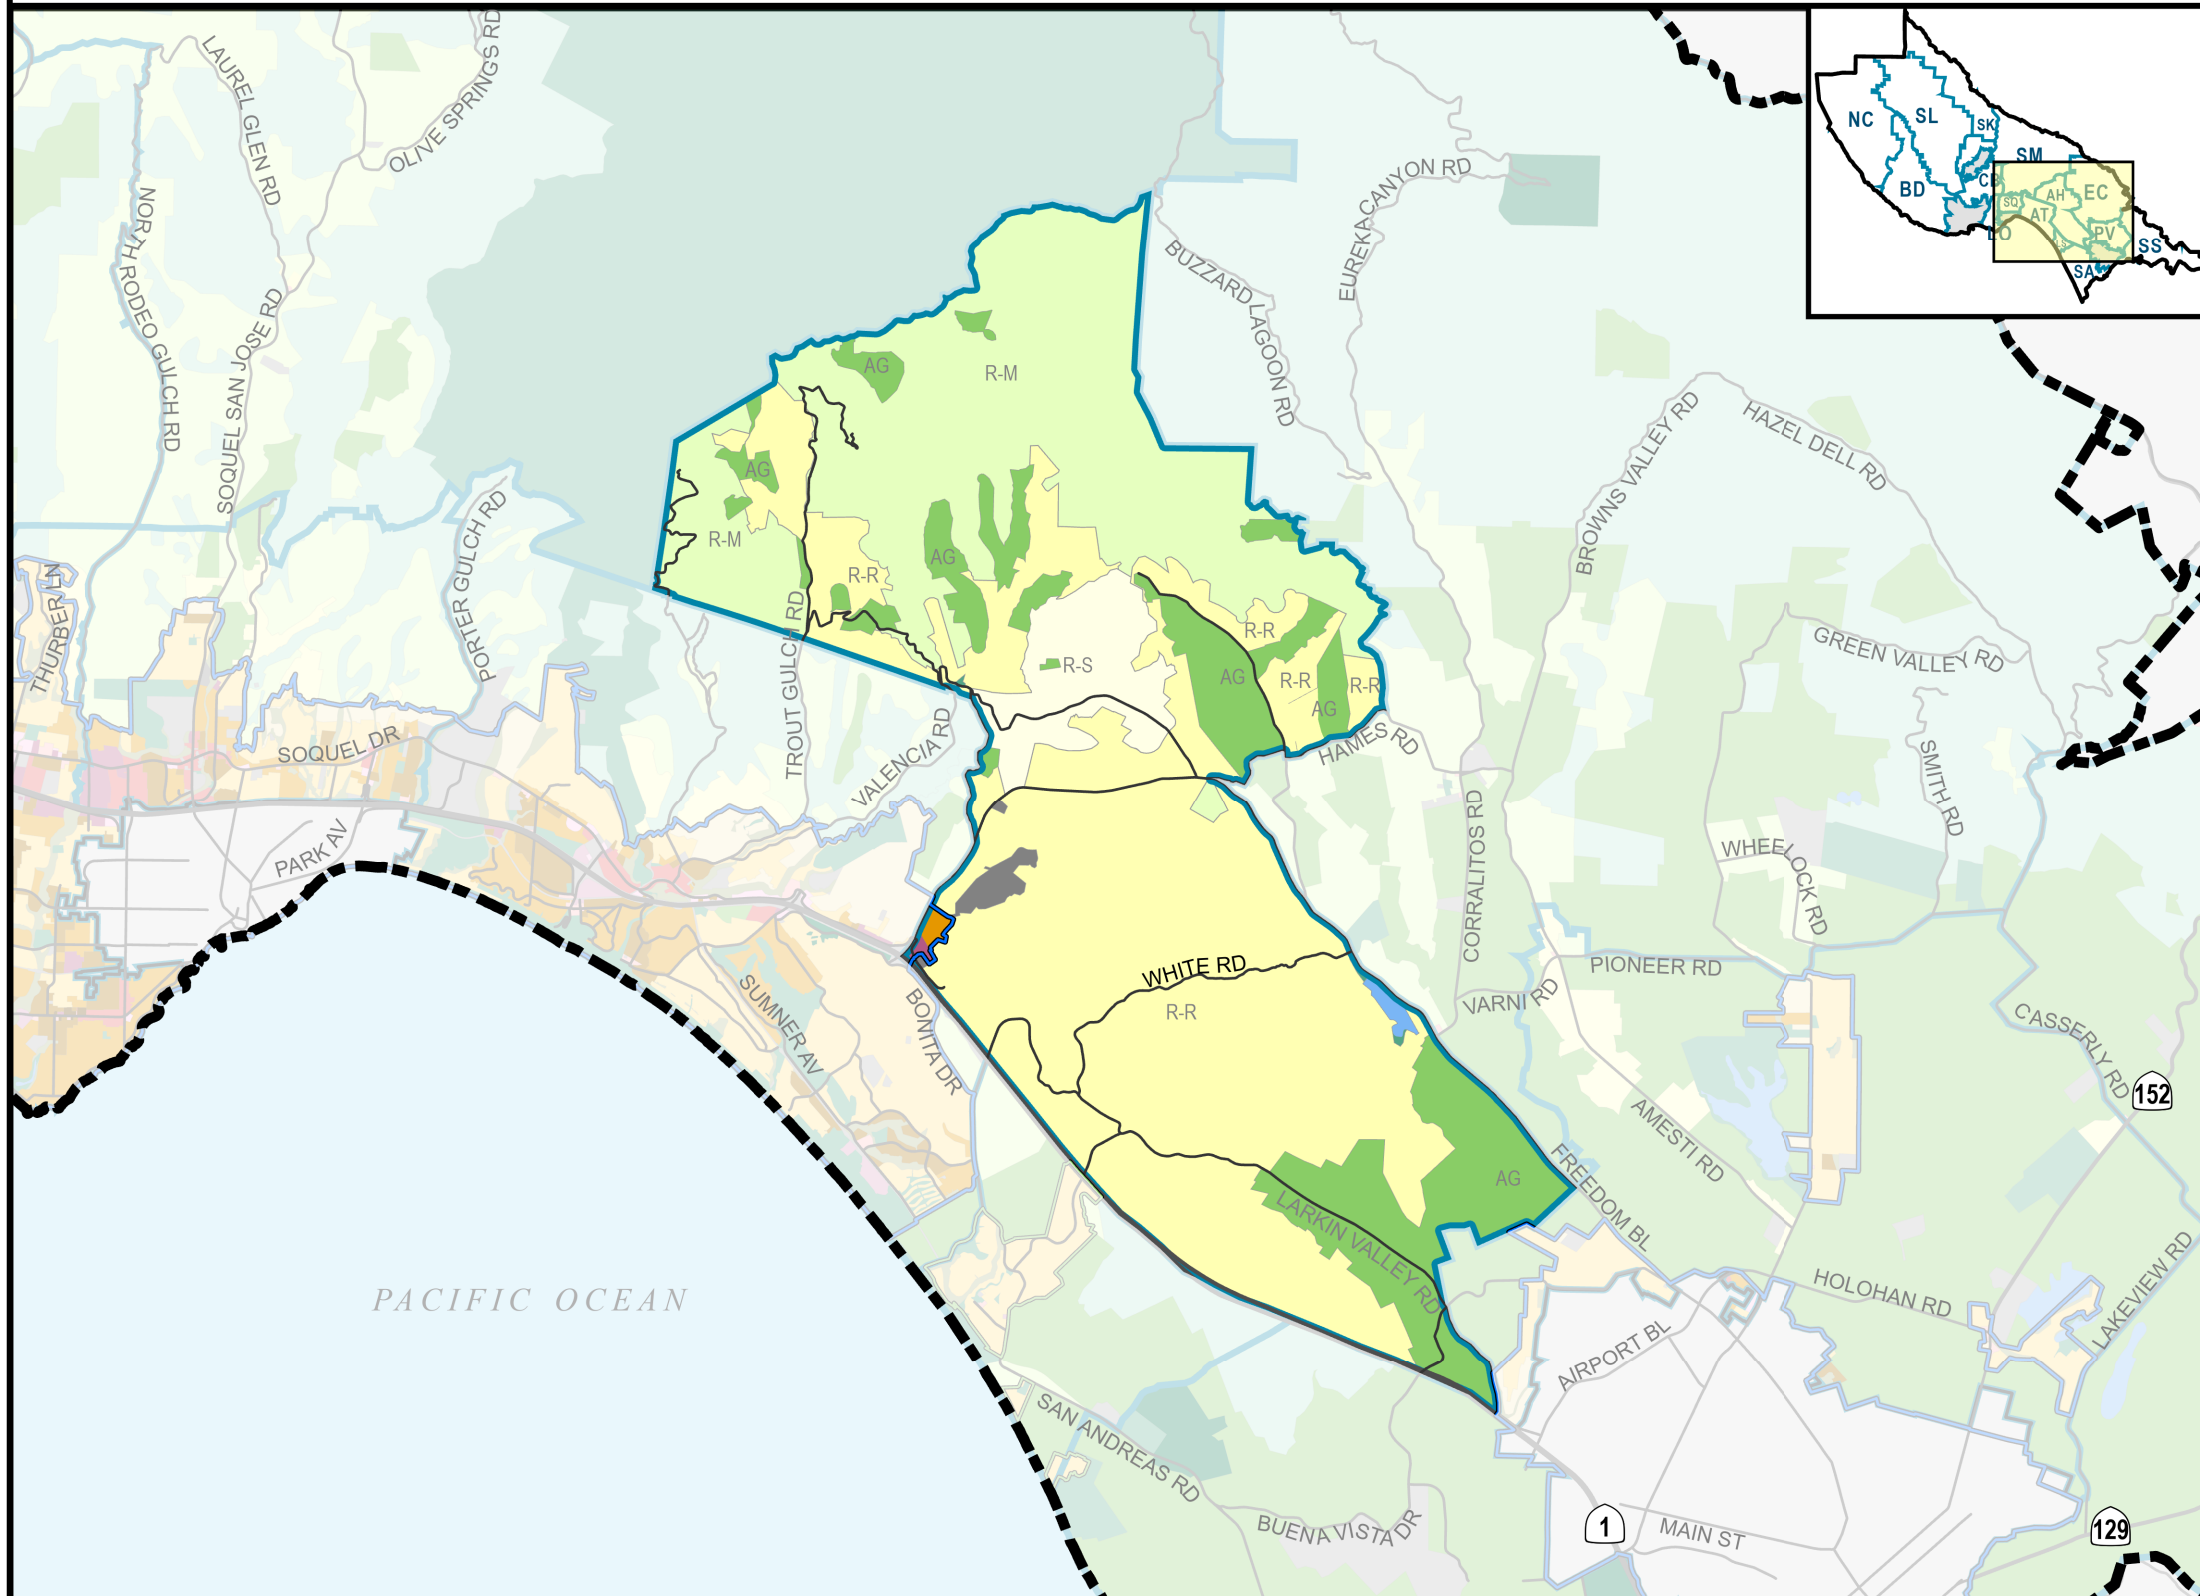 LAUREL GLEN RD
OLIVE SPRINGS RD
NORTH RODEO GULCH RD
SOQUEL SAN JOSE RD
PORTER GULCH RD
THURBER LN
SOQUEL DR
PARK AV
TROUT GULCH RD
VALENCIA RD
BUZZARD LAGOON RD
EUREKA CANYON RD
BROWNS VALLEY RD
HAZEL DELL RD
GREEN VALLEY RD
SMITH RD
WHEELOCK RD
HAMES RD
CORRALITOS RD
PIONEER RD
VARNI RD
CASSERLY RD
AMESTI RD
FREEDOM BL
HOLOHAN RD
LAKEVIEW RD
AIRPORT BL
MAIN ST
SUMNER AV
BONITA DR
WHITE RD
LARKIN VALLEY RD
SAN ANDREAS RD
BUENA VISTA DR
PACIFIC OCEAN
AG
R-M
AG
R-M
AG
R-R
R-S
R-R
AG
R-R
R-R
AG
R-R
AG
152
1
129
NC
SL
SK
SM
BD
CB
SQ
AH
EC
AT
LO
LS
PV
SS
SA